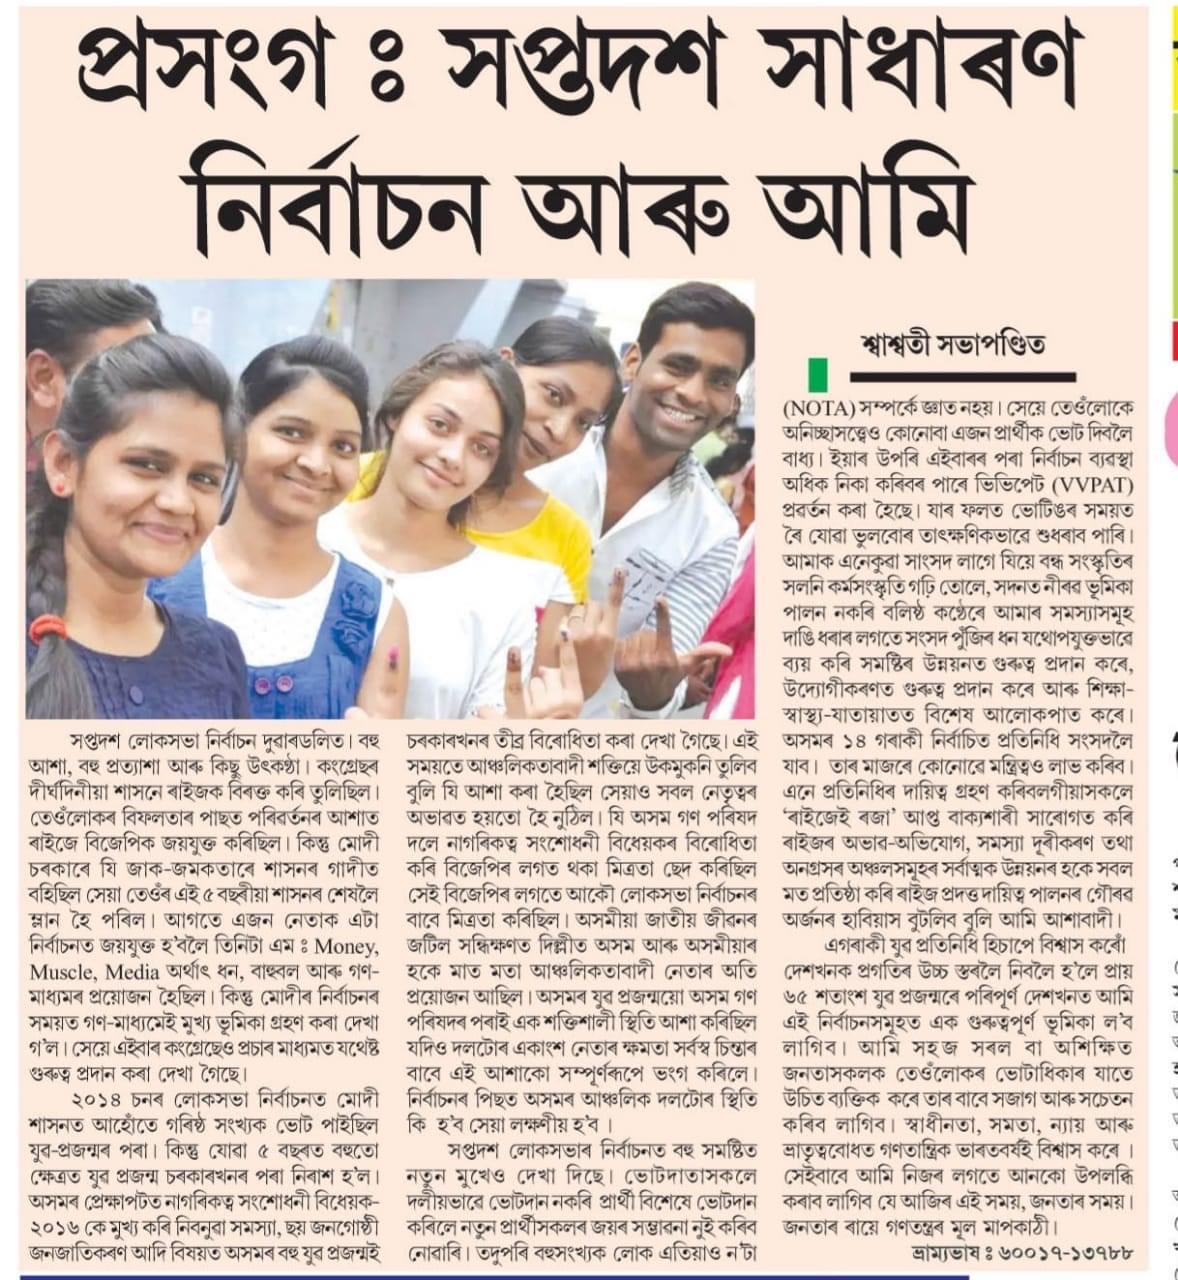 প্ৰসংগ : সপ্তদশ সাধাৰণ
নিৰ্বাচন আৰু আমি
শ্বাশ্বতী সভাপণ্ডিত
সপ্তদশ লোকসভা নিৰ্বাচন দুৱাৰডলিত। বহু
আশা, বহু প্ৰত্যাশা আৰু কিছু উৎকণ্ঠা। কংগ্ৰেছৰ
দীৰ্ঘদিনীয়া শাসনে ৰাইজক বিৰক্ত কৰি তুলিছিল।
তেওঁলোকৰ বিফলতাৰ পাছত পৰিৱৰ্তনৰ আশাত
ৰাইজে বিজেপিক জয়যুক্ত কৰিছিল। কিন্তু মোদী
চৰকাৰে যি জাক-জমকতাৰে শাসনৰ গাদীত
বহিছিল সেয়া তেওঁৰ এই ৫ বছৰীয়া শাসনৰ শেষলৈ
ম্লান হৈ পৰিল। আগতে এজন নেতাক এটা
নিৰ্বাচনত জয়যুক্ত হ'বলৈ তিনিটা এম : Money,
Muscle, Media অৰ্থাৎ ধন, বাহুবল আৰু গণ-
মাধ্যমৰ প্ৰয়োজন হৈছিল। কিন্তু মোদীৰ নিৰ্বাচনৰ
সময়ত গণ-মাধ্যমেই মুখ্য ভূমিকা গ্ৰহণ কৰা দেখা
গ'ল। সেয়ে এইবাৰ কংগ্ৰেছেও প্ৰচাৰ মাধ্যমত যথেষ্ট
গুৰুত্ব প্ৰদান কৰা দেখা গৈছে।
২০১৪ চনৰ লোকসভা নিৰ্বাচনত মোদী
শাসনত আহোঁতে গৰিষ্ঠ সংখ্যক ভোট পাইছিল
যুৱ-প্ৰজন্মৰ পৰা। কিন্তু যোৱা ৫ বছৰত বহুতো
ক্ষেত্ৰত যুৱ প্ৰজন্ম চৰকাৰখনৰ পৰা নিৰাশ হ'ল।
অসমৰ প্ৰেক্ষাপটত নাগৰিকত্ব সংশোধনী বিধেয়ক-
২০১৬ কে মুখ্য কৰি নিবনুৱা সমস্যা, ছয় জনগোষ্ঠী
জনজাতিকৰণ আদি বিষয়ত অসমৰ বহু যুৱ প্ৰজন্মই
চৰকাৰখনৰ তীব্ৰ বিৰোধিতা কৰা দেখা গৈছে। এই
সময়তে আঞ্চলিকতাবাদী শক্তিয়ে উকমুকনি তুলিব
বুলি যি আশা কৰা হৈছিল সেয়াও সবল নেতৃত্বৰ
অভাৱত হয়তো হৈ নুঠিল। যি অসম গণ পৰিষদ
দলে নাগৰিকত্ব সংশোধনী বিধেয়কৰ বিৰোধিতা
কৰি বিজেপিৰ লগত থকা মিত্ৰতা ছেদ কৰিছিল
সেই বিজেপিৰ লগতে আকৌ লোকসভা নিৰ্বাচনৰ
বাবে মিত্ৰতা কৰিছিল। অসমীয়া জাতীয় জীৱনৰ
জটিল সন্ধিক্ষণত দিল্লীত অসম আৰু অসমীয়াৰ
হকে মাত মতা আঞ্চলিকতাবাদী নেতাৰ অতি
প্ৰয়োজন আছিল। অসমৰ যুৱ প্ৰজন্ময়ো অসম গণ
পৰিষদৰ পৰাই এক শক্তিশালী স্থিতি আশা কৰিছিল
যদিও দলটোৰ একাংশ নেতাৰ ক্ষমতা সৰ্বস্ব চিন্তাৰ
বাবে এই আশাকো সম্পূৰ্ণৰূপে ভংগ কৰিলে।
নিৰ্বাচনৰ পিছত অসমৰ আঞ্চলিক দলটোৰ স্থিতি
কি হ'ব সেয়া লক্ষণীয় হ'ব ।
সপ্তদশ লোকসভাৰ নিৰ্বাচনত বহু সমষ্টিত
নতুন মুখেও দেখা দিছে। ভোটদাতাসকলে
দলীয়ভাৱে ভোটদান নকৰি প্ৰাৰ্থী বিশেষে ভোটদান
কৰিলে নতুন প্ৰাৰ্থীসকলৰ জয়ৰ সম্ভাৱনা নুই কৰিব
নোৱাৰি। তদুপৰি বহুসংখ্যক লোক এতিয়াও ন'টা
(NOTA) সম্পৰ্কে জ্ঞাত নহয়। সেয়ে তেওঁলোকে
অনিচ্ছাসত্ত্বেও কোনোবা এজন প্ৰাৰ্থীক ভোট দিবলৈ
বাধ্য। ইয়াৰ উপৰি এইবাৰৰ পৰা নিৰ্বাচন ব্যৱস্থা
অধিক নিকা কৰিবৰ পাৰে ভিভিপেট (VVPAT)
প্ৰৱৰ্তন কৰা হৈছে। যাৰ ফলত ভোটিঙৰ সময়ত
ৰৈ যোৱা ভুলবোৰ তাৎক্ষণিকভাৱে শুধৰাব পাৰি।
আমাক এনেকুৱা সাংসদ লাগে যিয়ে বন্ধ সংস্কৃতিৰ
সলনি কৰ্মসংস্কৃতি গঢ়ি তোলে, সদনত নীৰৱ ভূমিকা
পালন নকৰি বলিষ্ঠ কণ্ঠেৰে আমাৰ সমস্যাসমূহ
দাঙি ধৰাৰ লগতে সংসদ পুঁজিৰ ধন যথোপযুক্তভাৱে
ব্যয় কৰি সমষ্টিৰ উন্নয়নত গুৰুত্ব প্ৰদান কৰে,
উদ্যোগীকৰণত গুৰুত্ব প্ৰদান কৰে আৰু শিক্ষা-
স্বাস্থ্য-যাতায়াতত বিশেষ আলোকপাত কৰে।
অসমৰ ১৪ গৰাকী নিৰ্বাচিত প্ৰতিনিধি সংসদলৈ
যাব। তাৰ মাজৰে কোনোৱে মন্ত্ৰিত্বও লাভ কৰিব।
এনে প্ৰতিনিধিৰ দায়িত্ব গ্ৰহণ কৰিবলগীয়াসকলে
'ৰাইজেই ৰজা' আপ্ত বাক্যশাৰী সাৰোগত কৰি
ৰাইজৰ অভাৱ-অভিযোগ, সমস্যা দূৰীকৰণ তথা
অনগ্ৰসৰ অঞ্চলসমূহৰ সৰ্বাত্মক উন্নয়নৰ হকে সবল
মত প্ৰতিষ্ঠা কৰি ৰাইজ প্ৰদত্ত দায়িত্ব পালনৰ গৌৰৱ
অৰ্জনৰ হাবিয়াস বুটলিব বুলি আমি আশাবাদী।
এগৰাকী যুৱ প্ৰতিনিধি হিচাপে বিশ্বাস কৰোঁ
দেশখনক প্ৰগতিৰ উচ্চ স্তৰলৈ নিবলৈ হ'লে প্ৰায়
৬৫ শতাংশ যুৱ প্ৰজন্মৰে পৰিপূৰ্ণ দেশখনত আমি
এই নিৰ্বাচনসমূহত এক গুৰুত্বপূৰ্ণ ভূমিকা ল'ব
লাগিব। আমি সহজ সৰল বা অশিক্ষিত
জনতাসকলক তেওঁলোকৰ ভোটাধিকাৰ যাতে
উচিত ব্যক্তিক কৰে তাৰ বাবে সজাগ আৰু সচেতন
কৰিব লাগিব। স্বাধীনতা, সমতা, ন্যায় আৰু
ভ্ৰাতৃত্ববোধত গণতান্ত্ৰিক ভাৰতবৰ্ষই বিশ্বাস কৰে ।
সেইবাবে আমি নিজৰ লগতে আনকো উপলব্ধি
কৰাব লাগিব যে আজিৰ এই সময়, জনতাৰ সময়।
জনতাৰ ৰায়ে গণতন্ত্ৰৰ মূল মাপকাঠী।
ভ্ৰাম্যভাষ : ৬০০১৭-১৩৭৮৮